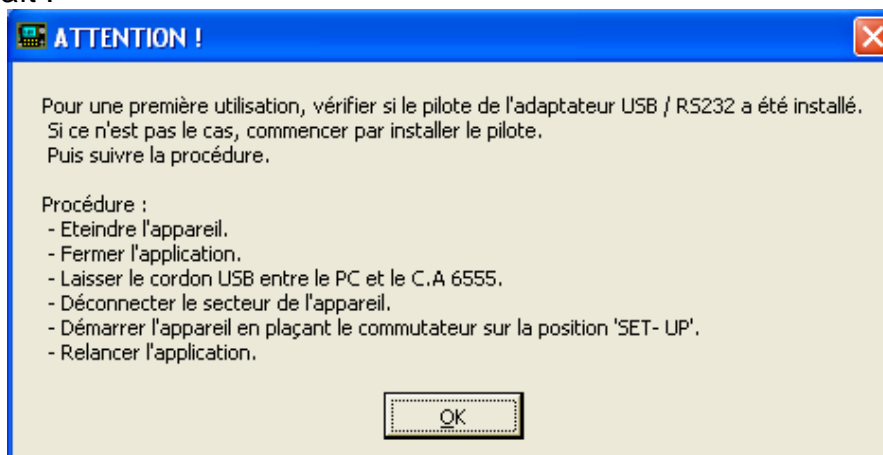 ATTENTION !
Pour une première utilisation, vérifier si le pilote de l'adaptateur USB / RS232 a été installé.
Si ce n'est pas le cas, commencer par installer le pilote.
Puis suivre la procédure.
Procédure :
- Eteindre l'appareil.
- Fermer l'application.
- Laisser le cordon USB entre le PC et le C.A 6555.
- Déconnecter le secteur de l'appareil.
- Démarrer l'appareil en plaçant le commutateur sur la position 'SET- UP'.
- Relancer l'application.
OK